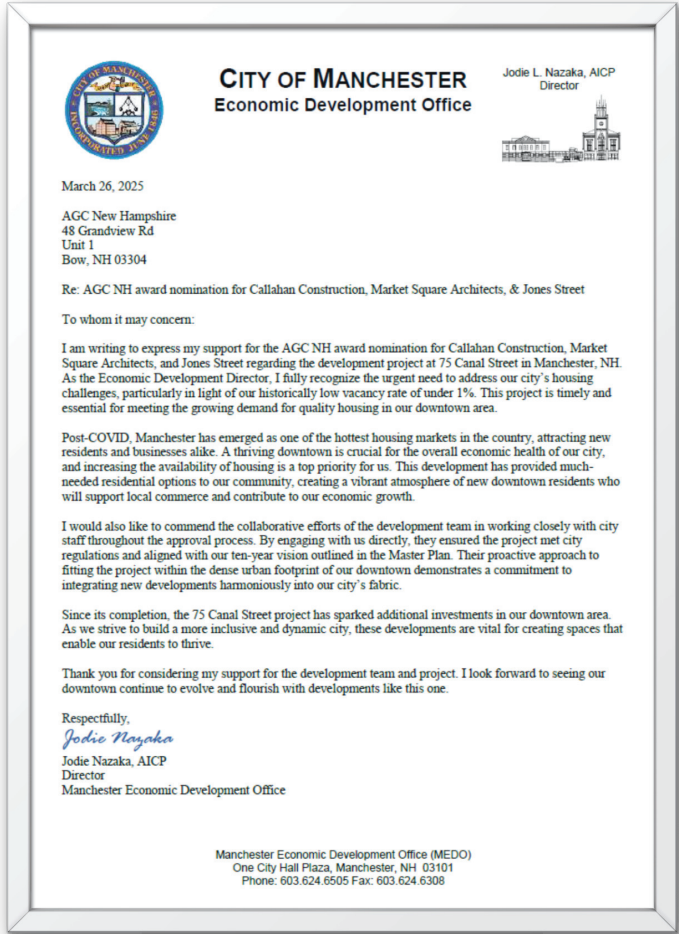 CITY OF MANCHESTER
INCORPORATED JUNE 1846
CITY OF MANCHESTER
Economic Development Office
Jodie L. Nazaka, AICP
Director
March 26, 2025
AGC New Hampshire
48 Grandview Rd
Unit 1
Bow, NH 03304
Re: AGC NH award nomination for Callahan Construction, Market Square Architects, & Jones Street
To whom it may concern:
I am writing to express my support for the AGC NH award nomination for Callahan Construction, Market
Square Architects, and Jones Street regarding the development project at 75 Canal Street in Manchester, NH.
As the Economic Development Director, I fully recognize the urgent need to address our city's housing
challenges, particularly in light of our historically low vacancy rate of under 1%. This project is timely and
essential for meeting the growing demand for quality housing in our downtown area.
Post-COVID, Manchester has emerged as one of the hottest housing markets in the country, attracting new
residents and businesses alike. A thriving downtown is crucial for the overall economic health of our city,
and increasing the availability of housing is a top priority for us. This development has provided much-
needed residential options to our community, creating a vibrant atmosphere of new downtown residents who
will support local commerce and contribute to our economic growth.
I would also like to commend the collaborative efforts of the development team in working closely with city
staff throughout the approval process. By engaging with us directly, they ensured the project met city
regulations and aligned with our ten-year vision outlined in the Master Plan. Their proactive approach to
fitting the project within the dense urban footprint of our downtown demonstrates a commitment to
integrating new developments harmoniously into our city's fabric.
Since its completion, the 75 Canal Street project has sparked additional investments in our downtown area.
As we strive to build a more inclusive and dynamic city, these developments are vital for creating spaces that
enable our residents to thrive.
Thank you for considering my support for the development team and project. I look forward to seeing our
downtown continue to evolve and flourish with developments like this one.
Respectfully,
Jodie Nazaka
Jodie Nazaka, AICP
Director
Manchester Economic Development Office
Manchester Economic Development Office (MEDO)
One City Hall Plaza, Manchester, NH 03101
Phone: 603.624.6505 Fax: 603.624.6308